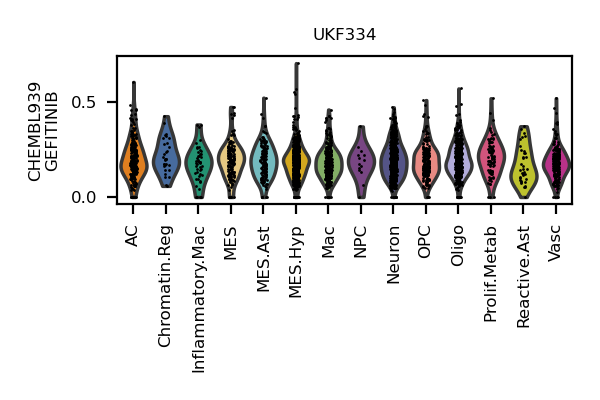 UKF334
CHEMBL939
GEFITINIB
0.5
0.0
AC
Chromatin.Reg
Inflammatory.Mac
MES
MES.Ast
MES.Hyp
Mac
NPC
Neuron
OPC
Oligo
Prolif.Metab
Reactive.Ast
Vasc